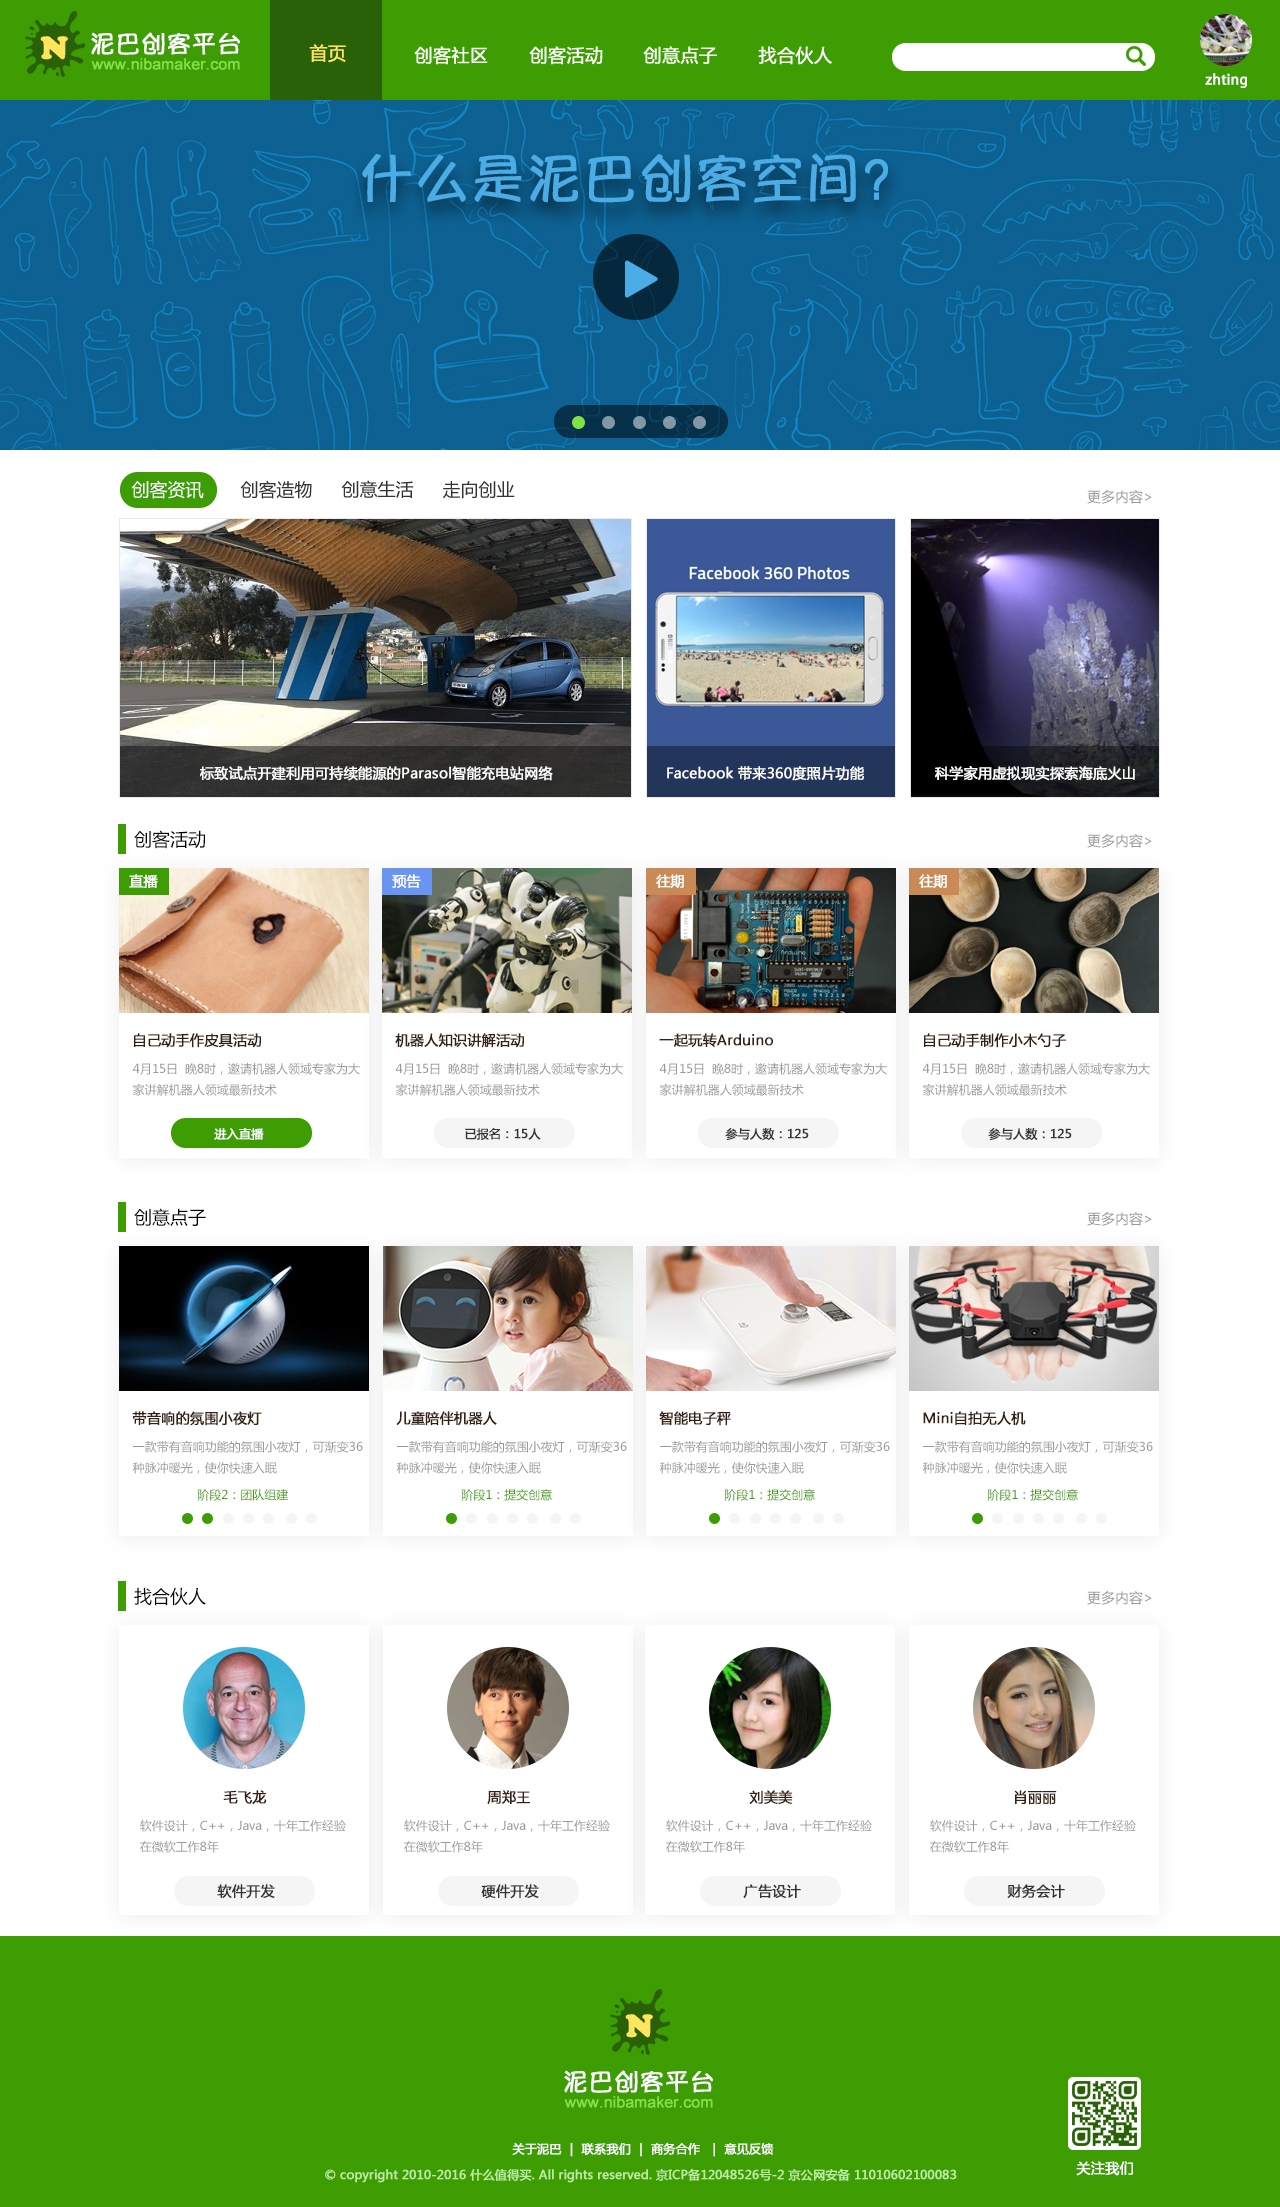 N 泥巴创客平台
www.nibamaker.com
首页 创客社区 创客活动 创意点子 找合伙人
zhting
什么是泥巴创客空间?
创客资讯 创客造物 创意生活 走向创业 更多内容>
Facebook 360 Photos
标致试点开建利用可持续能源的Parasol智能充电站网络
Facebook 带来360度照片功能
科学家用虚拟现实探索海底火山
创客活动 更多内容>
直播
自己动手作皮具活动
4月15日 晚8时，邀请机器人领域专家为大
家讲解机器人领域最新技术
进入直播
预告
机器人知识讲解活动
4月15日 晚8时，邀请机器人领域专家为大
家讲解机器人领域最新技术
已报名：15人
往期
一起玩转Arduino
4月15日 晚8时，邀请机器人领域专家为大
家讲解机器人领域最新技术
参与人数：125
往期
自己动手制作小木勺子
4月15日 晚8时，邀请机器人领域专家为大
家讲解机器人领域最新技术
参与人数：125
创意点子 更多内容>
带音响的氛围小夜灯
一款带有音响功能的氛围小夜灯，可渐变36
种脉冲暖光，使你快速入眠
阶段2：团队组建
儿童陪伴机器人
一款带有音响功能的氛围小夜灯，可渐变36
种脉冲暖光，使你快速入眠
阶段1：提交创意
智能电子秤
一款带有音响功能的氛围小夜灯，可渐变36
种脉冲暖光，使你快速入眠
阶段1：提交创意
Mini自拍无人机
一款带有音响功能的氛围小夜灯，可渐变36
种脉冲暖光，使你快速入眠
阶段1：提交创意
找合伙人 更多内容>
毛飞龙
软件设计，C++，Java，十年工作经验
在微软工作8年
软件开发
周郑王
软件设计，C++，Java，十年工作经验
在微软工作8年
硬件开发
刘美美
软件设计，C++，Java，十年工作经验
在微软工作8年
广告设计
肖丽丽
软件设计，C++，Java，十年工作经验
在微软工作8年
财务会计
N
泥巴创客平台
www.nibamaker.com
关于泥巴 | 联系我们 | 商务合作 | 意见反馈
© copyright 2010-2016 什么值得买. All rights reserved. 京ICP备12048526号-2 京公网安备 11010602100083
关注我们